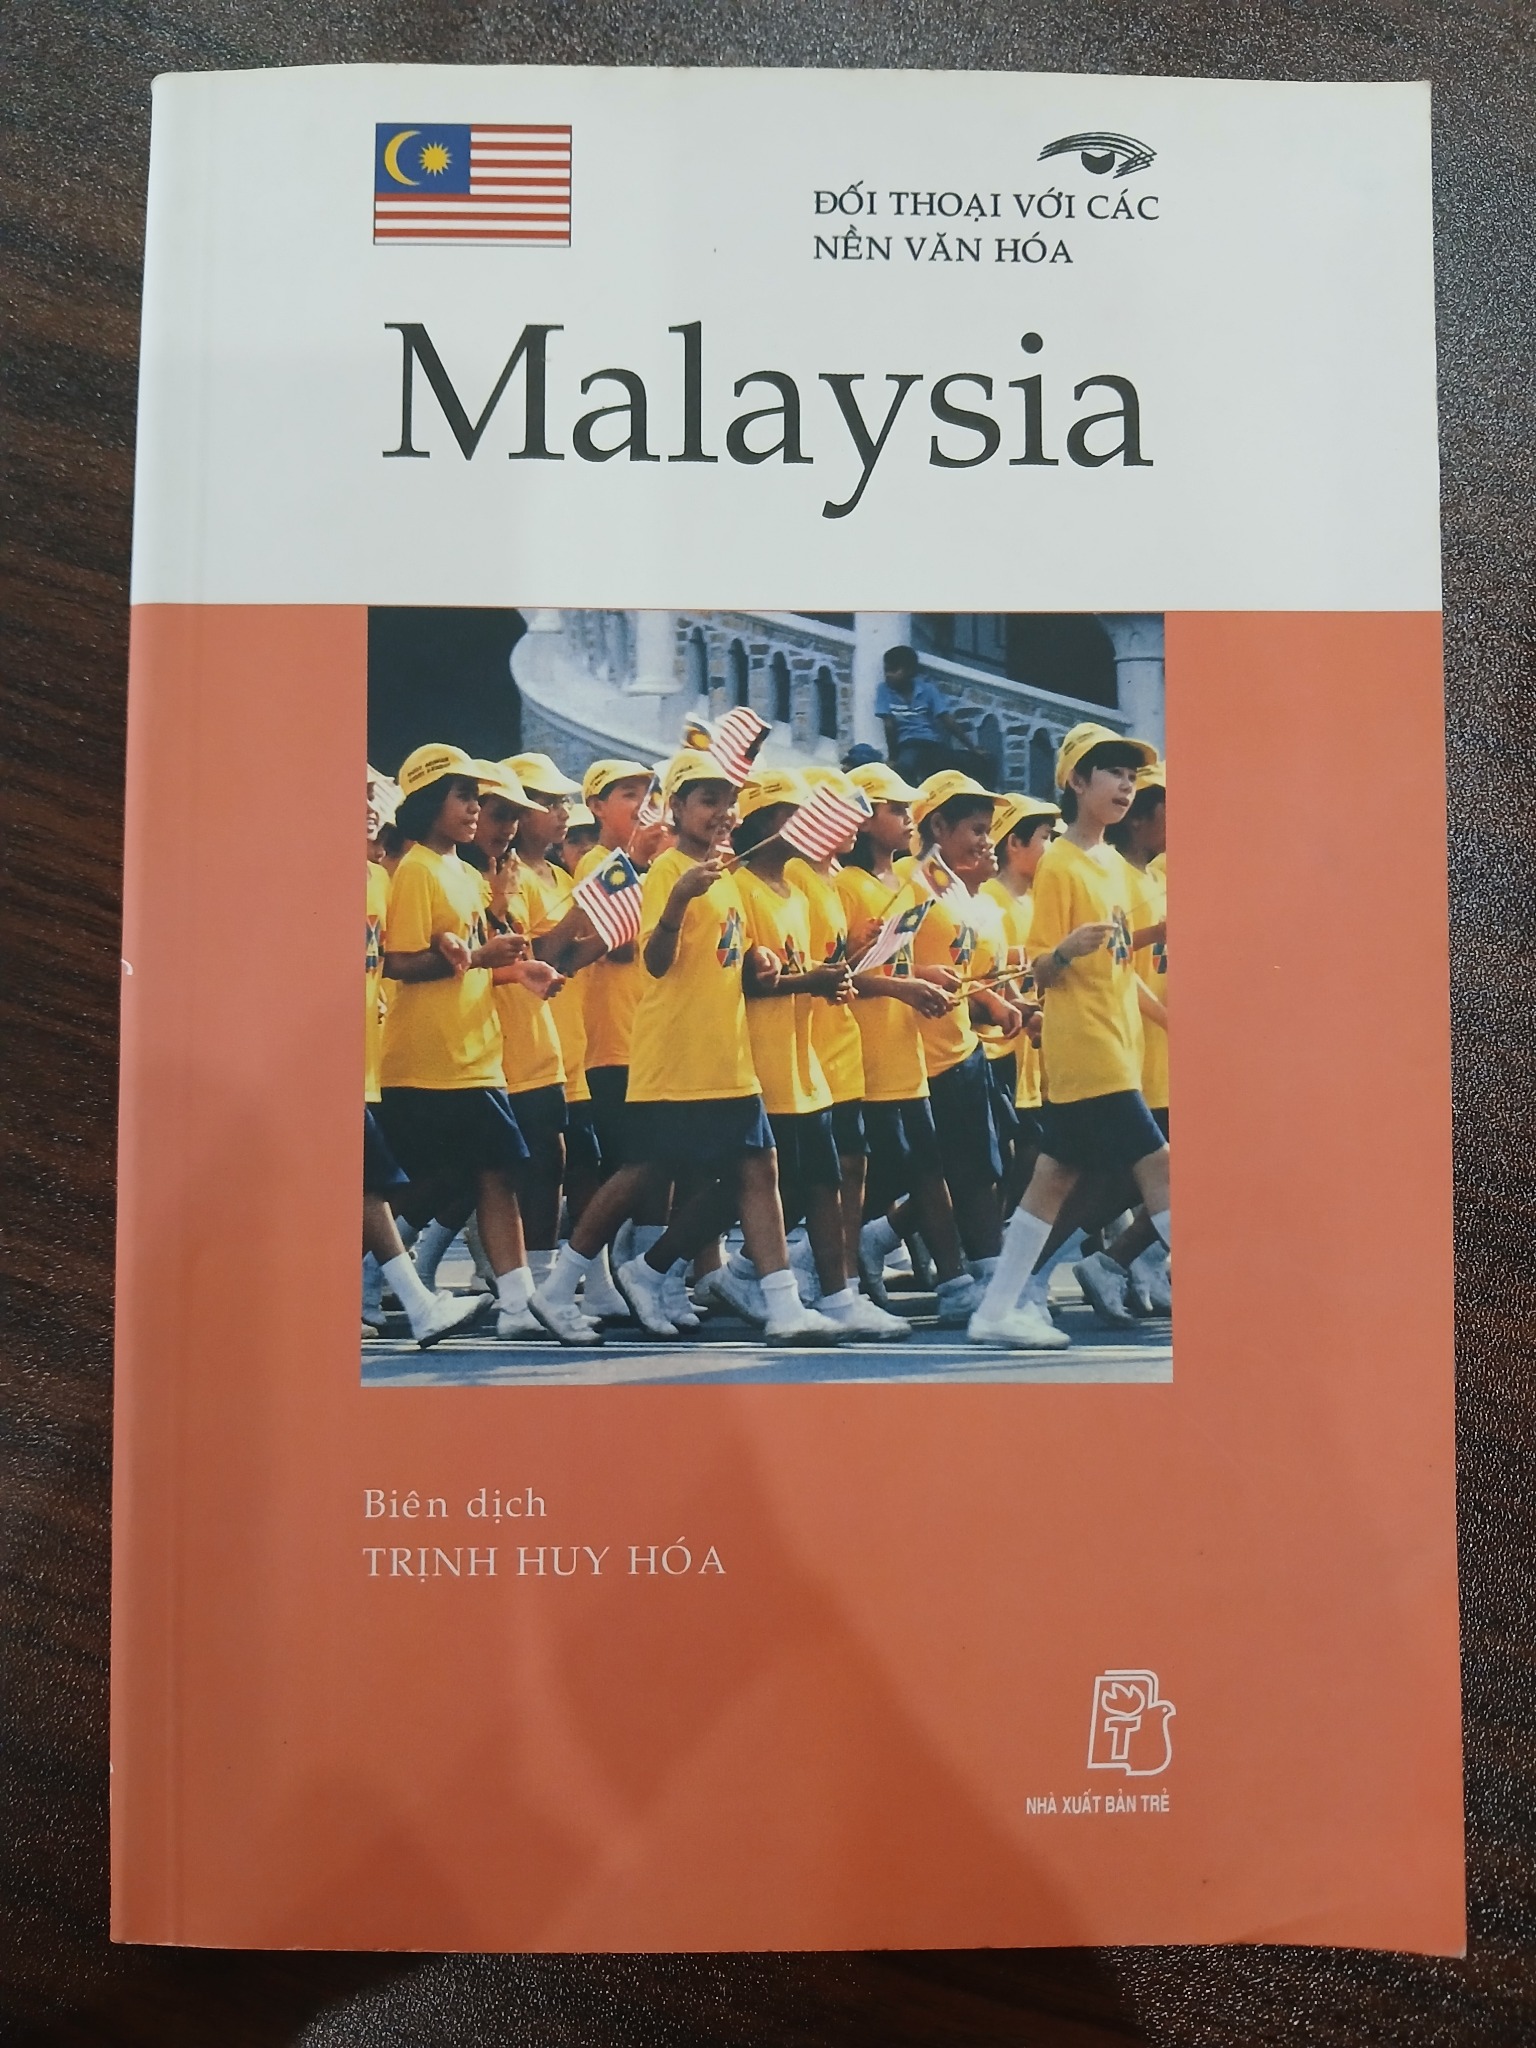 ĐỐI THOẠI VỚI CÁC
NỀN VĂN HÓA
Malaysia
Biên dịch
TRỊNH HUY HÓA
T
NHÀ XUẤT BẢN TRẺ